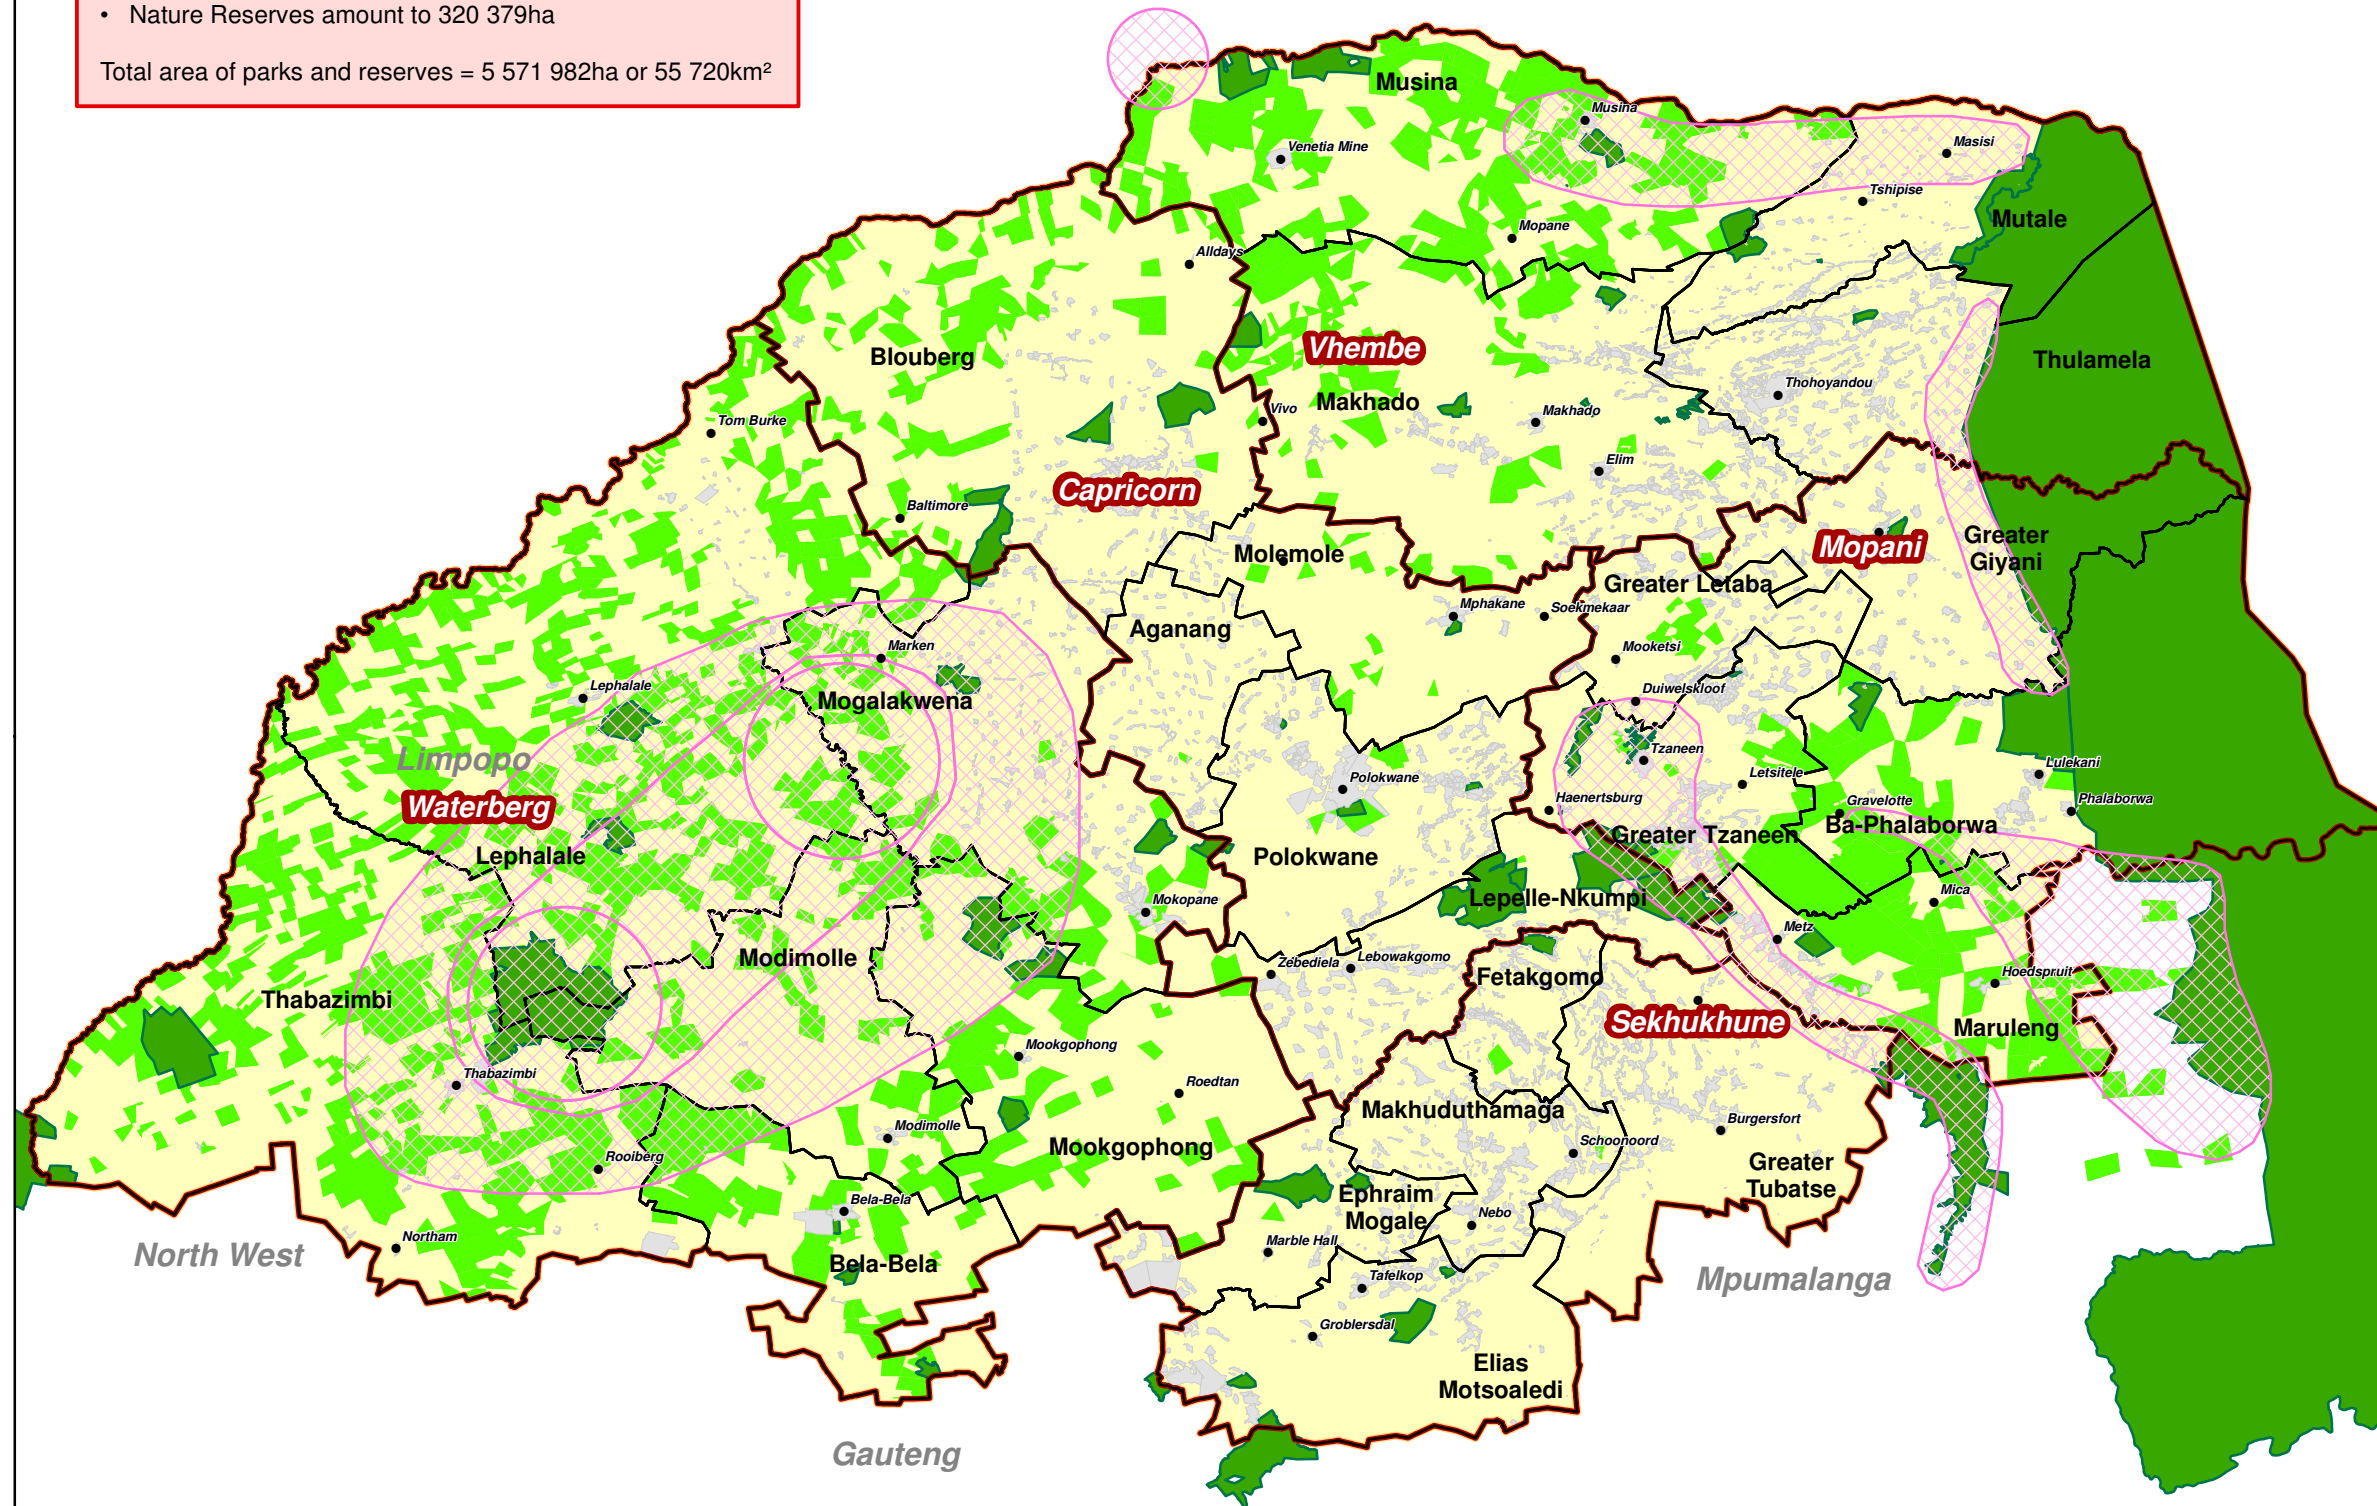 • Nature Reserves amount to 320 379ha
Total area of parks and reserves = 5 571 982ha or 55 720km²
Musina
Musina
Venetia Mine
Masisi
Tshipise
Mutale
Mopane
Alldays
Vhembe
Blouberg
Thulamela
Thohoyandou
Makhado
Vivo
Makhado
Tom Burke
Elim
Capricorn
Baltimore
Molemole
Mopani
Greater
Giyani
Greater Letaba
Mphakane
Soekmekaar
Aganang
Marken
Mooketsi
Lephalale
Duiwelskloof
Mogalakwena
Limpopo
Tzaneen
Polokwane
Letsitele
Lulekani
Waterberg
Haenertsburg
Gravelotte
Phalaborwa
Greater Tzaneen
Ba-Phalaborwa
Lephalale
Polokwane
Mica
Mokopane
Lepelle-Nkumpi
Metz
Modimolle
Zebediela
Lebowakgomo
Fetakgomo
Hoedspruit
Thabazimbi
Sekhukhune
Maruleng
Mookgophong
Thabazimbi
Roedtan
Makhuduthamaga
Modimolle
Burgersfort
Mookgophong
Schoonoord
Rooiberg
Greater
Tubatse
Ephraim
Mogale
Bela-Bela
Nebo
Northam
North West
Marble Hall
Bela-Bela
Tafelkop
Mpumalanga
Groblersdal
Elias
Motsoaledi
Gauteng